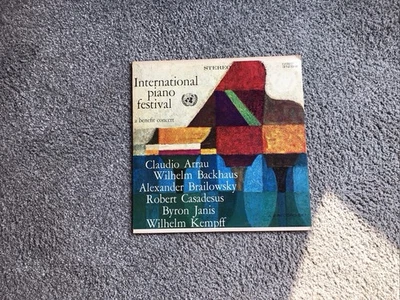 STEREO
International
piano
festival
a benefit concert
Claudio Arrau
Wilhelm Backhaus
Alexander Brailowsky
Robert Casadesus
Byron Janis
Wilhelm Kempff